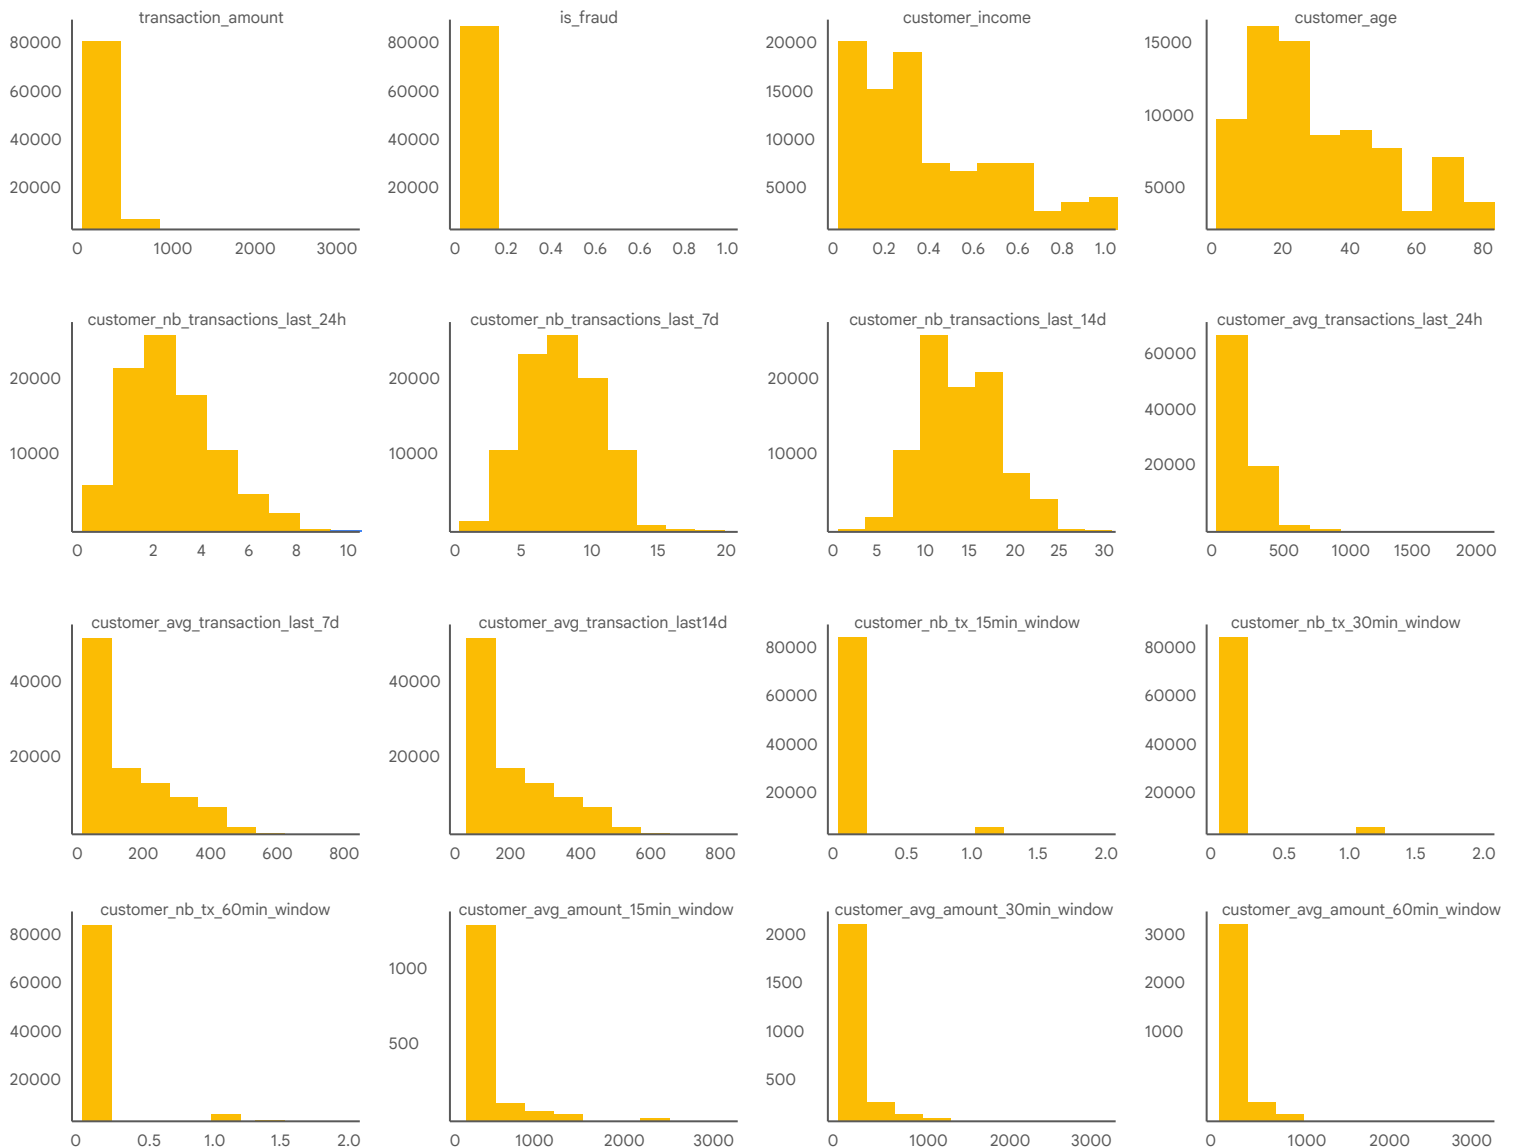 transaction_amount
80000
60000
40000
20000
0 1000 2000 3000
is_fraud
80000
60000
40000
20000
0 0.2 0.4 0.6 0.6 0.8 1.0
customer_income
20000
15000
10000
5000
0 0.2 0.4 0.6 0.6 0.8 1.0
customer_age
15000
10000
5000
0 20 40 60 80
customer_nb_transactions_last_24h
20000
10000
0 2 4 6 8 10
customer_nb_transactions_last_7d
20000
10000
0 5 10 15 20
customer_nb_transactions_last_14d
20000
10000
0 5 10 15 20 25 30
customer_avg_transactions_last_24h
60000
40000
20000
0 500 1000 1500 2000
customer_avg_transaction_last_7d
40000
20000
0 200 400 600 800
customer_avg_transaction_last14d
40000
20000
0 200 400 600 800
customer_nb_tx_15min_window
80000
60000
40000
20000
0 0.5 1.0 1.5 2.0
customer_nb_tx_30min_window
80000
60000
40000
20000
0 0.5 1.0 1.5 2.0
customer_nb_tx_60min_window
80000
60000
40000
20000
0 0.5 1.0 1.5 2.0
customer_avg_amount_15min_window
1000
500
0 1000 2000 3000
customer_avg_amount_30min_window
2000
1500
1000
500
0 1000 2000 3000
customer_avg_amount_60min_window
3000
2000
1000
0 1000 2000 3000